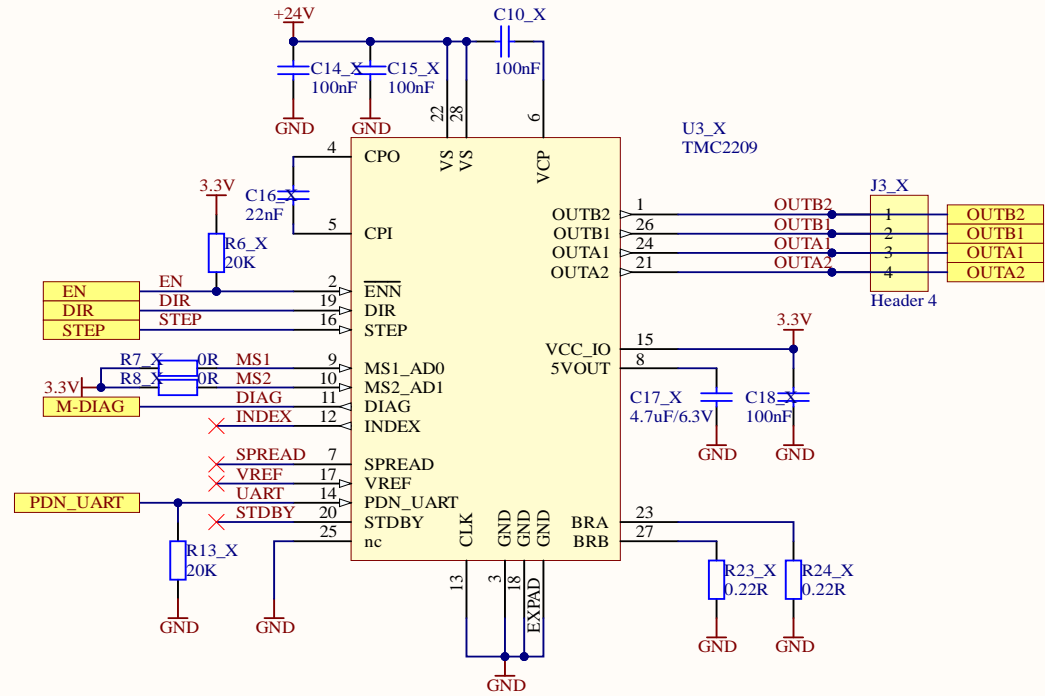 +24V
C10_X
100nF
C14_X
100nF
C15_X
100nF
GND
GND
22
28
6
U3_X
TMC2209
VS
VS
VCP
4
CPO
C16_X
22nF
5
CPI
3.3V
R6_X
20K
EN
EN
2
ENN
DIR
DIR
19
DIR
STEP
STEP
16
STEP
3.3V
R7_X
0R
MS1
9
MS1_AD0
R8_X
0R
MS2
10
MS2_AD1
M-DIAG
DIAG
11
DIAG
INDEX
12
INDEX
SPREAD
7
SPREAD
VREF
17
VREF
PDN_UART
UART
14
PDN_UART
STDBY
20
STDBY
25
nc
R13_X
20K
GND
GND
CLK
GND
GND
GND
13
3
18
EXPAD
GND
J3_X
OUTB2
1
OUTB2
1
OUTB2
OUTB1
26
OUTB1
2
OUTB1
OUTA1
24
OUTA1
3
OUTA1
OUTA2
21
OUTA2
4
OUTA2
Header 4
3.3V
VCC_IO
15
5VOUT
8
C17_X
4.7uF/6.3V
C18_X
100nF
GND
GND
BRA
23
BRB
27
R23_X
0.22R
R24_X
0.22R
GND
GND